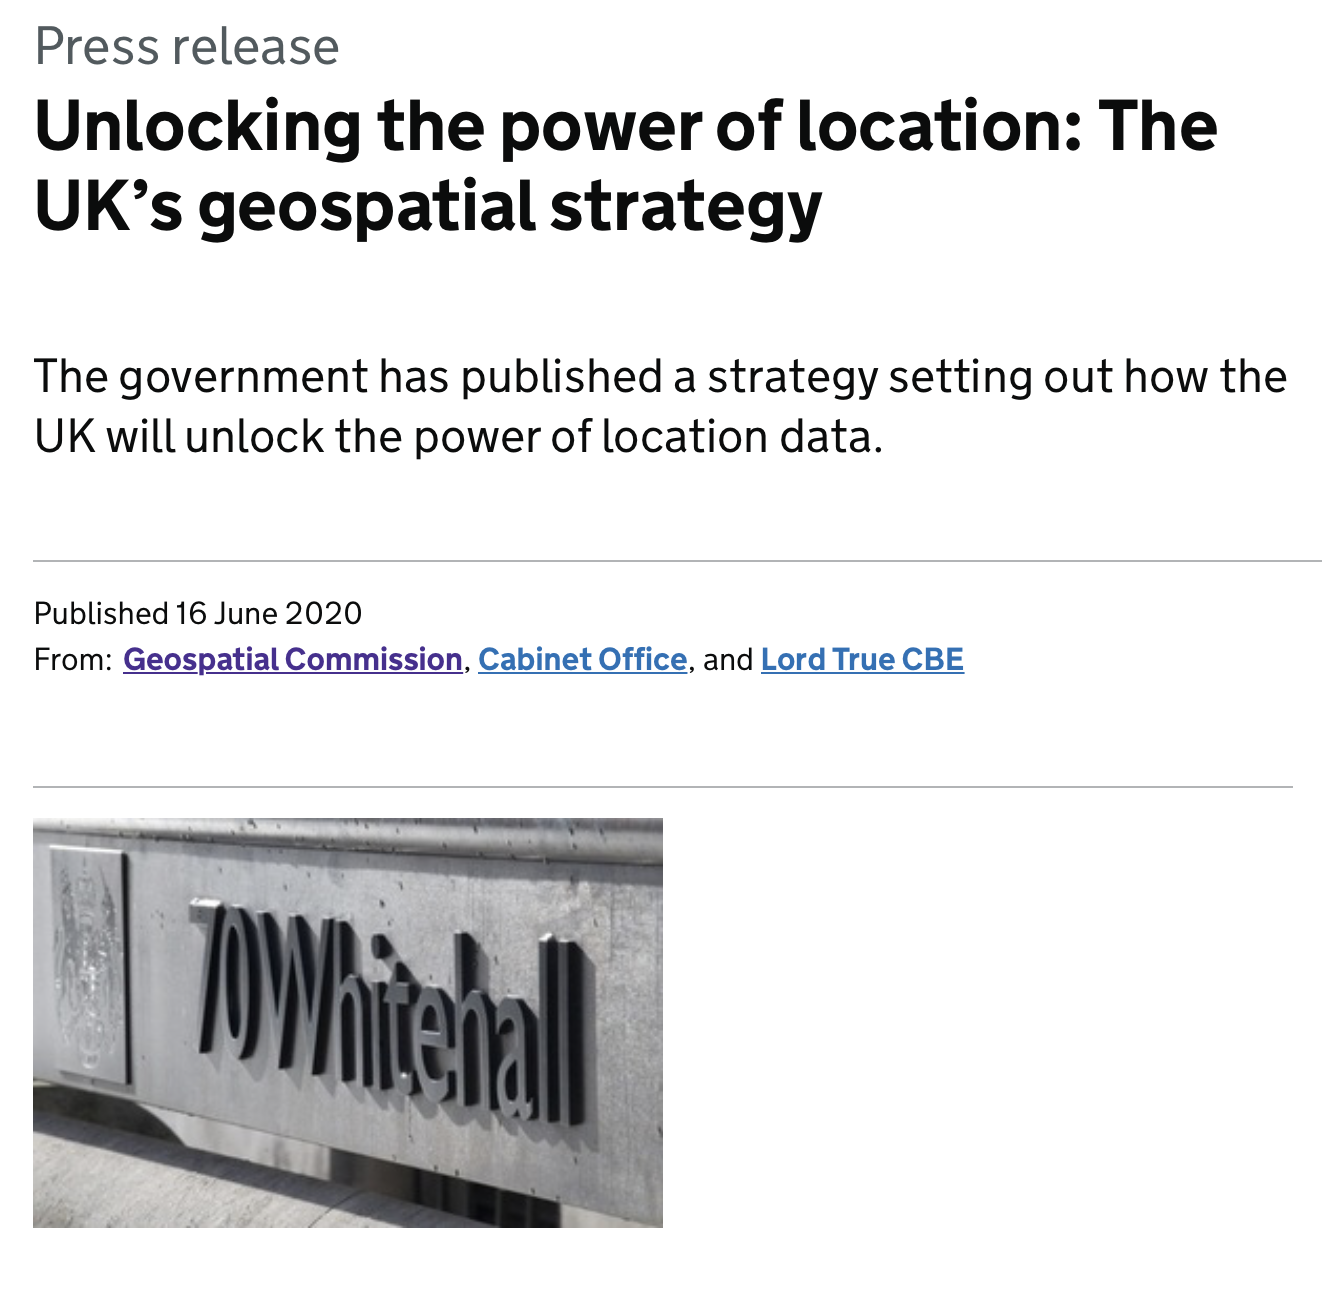 Press release
Unlocking the power of location: The
UK’s geospatial strategy
The government has published a strategy setting out how the
UK will unlock the power of location data.
Published 16 June 2020
From: Geospatial Commission, Cabinet Office, and Lord True CBE
70 Whitehall